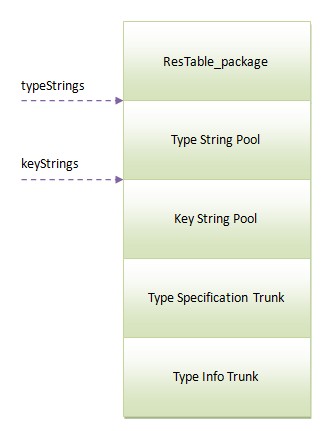 ResTable_package
typeStrings
Type String Pool
keyStrings
Key String Pool
Type Specification Trunk
Type Info Trunk